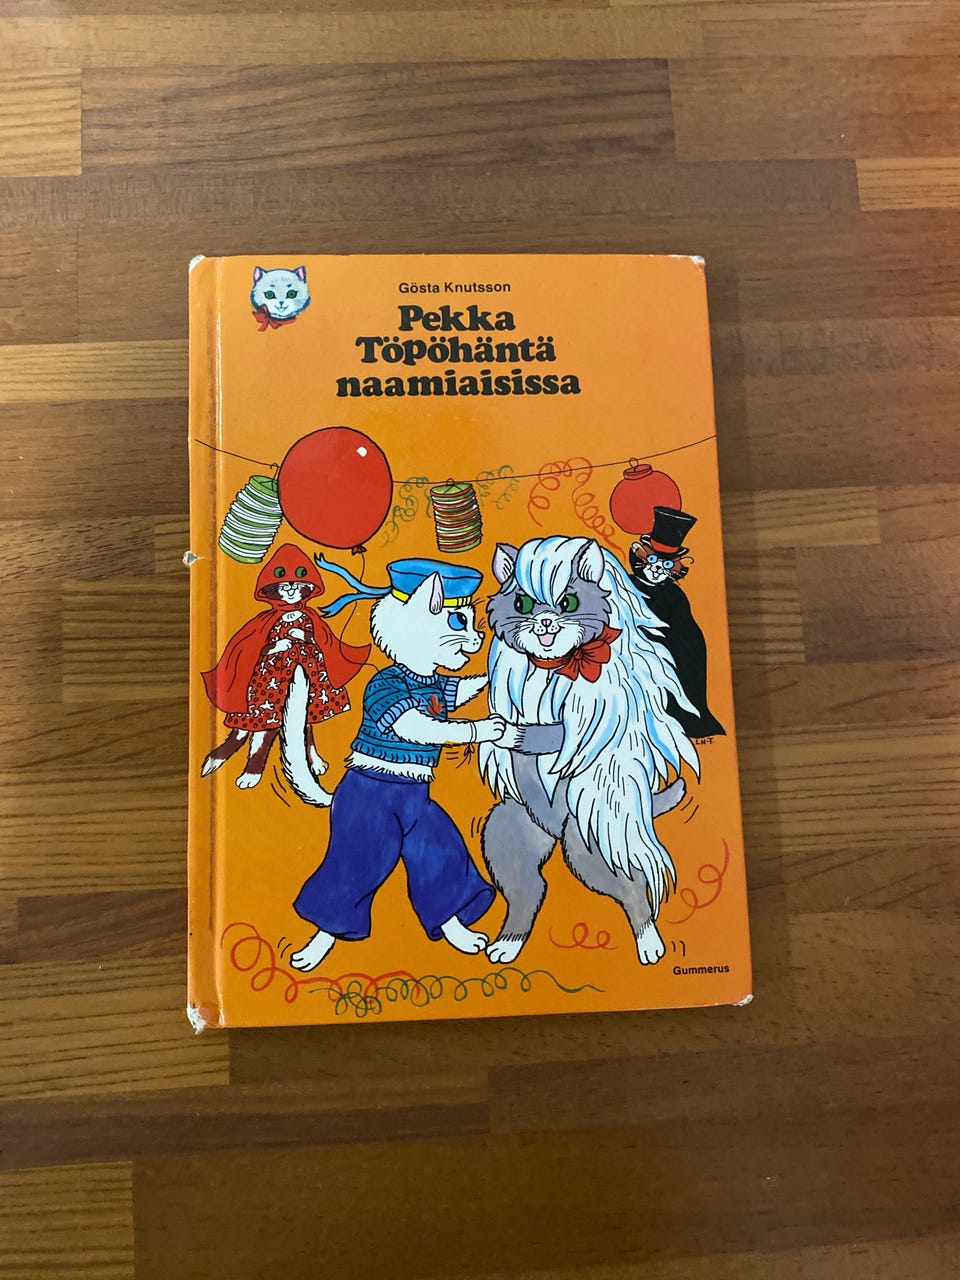 Gösta Knutsson
Pekka
Töpöhäntä
naamiaisissa
L.H-T.
Gummerus